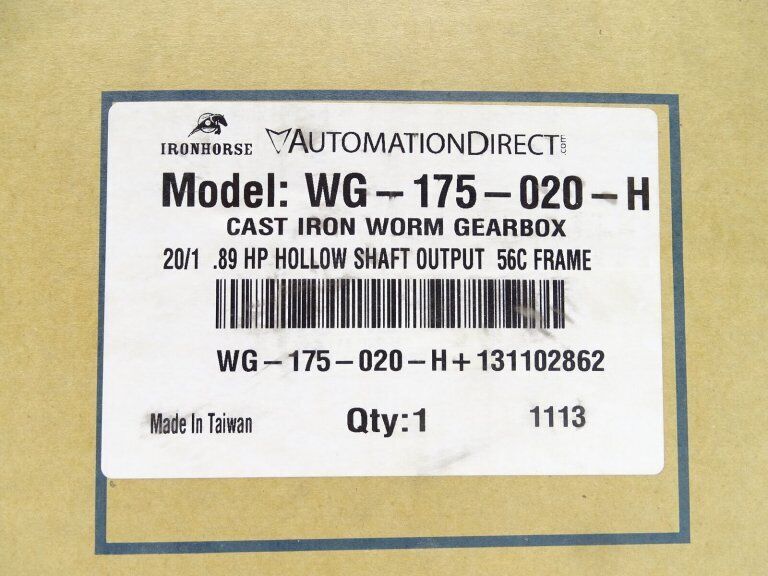 IRONHORSE AUTOMATIONDIRECT.com
Model: WG-175-020-H
CAST IRON WORM GEARBOX
20/1 .89 HP HOLLOW SHAFT OUTPUT 56C FRAME
WG-175-020-H+131102862
Made In Taiwan Qty:1 1113